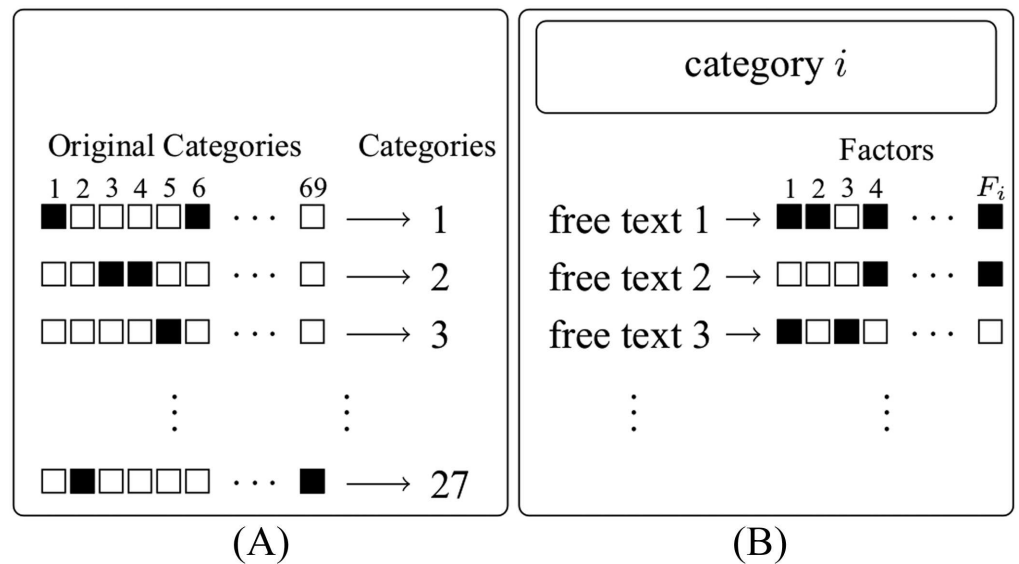 Original Categories Categories
1 2 3 4 5 6 69
··· → 1
··· → 2
··· → 3
⋮ ⋮
··· → 27
(A)
category i
Factors
1 2 3 4 F_i
free text 1 → ···
free text 2 → ···
free text 3 → ···
⋮ ⋮
(B)